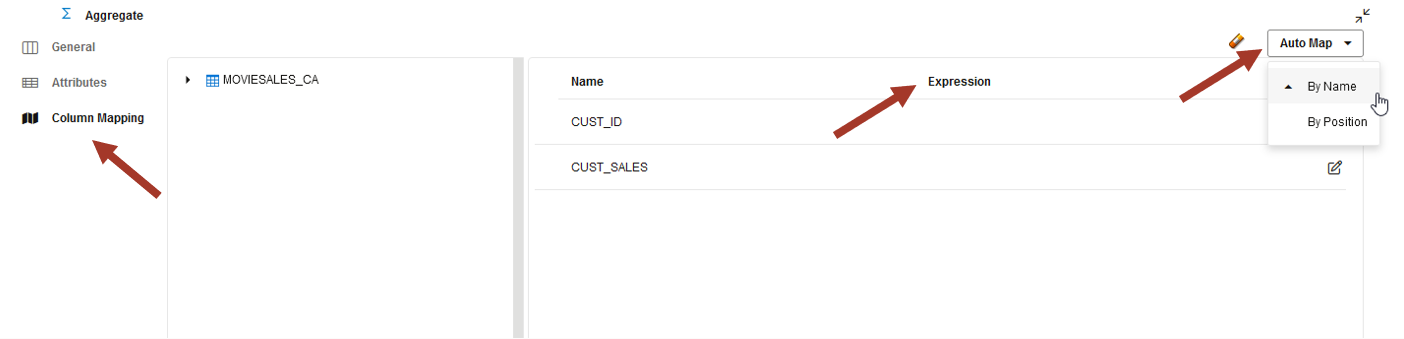 Aggregate
General
Attributes
Column Mapping
MOVIESALES_CA
Auto Map
By Name
By Position
Name Expression
CUST_ID
CUST_SALES